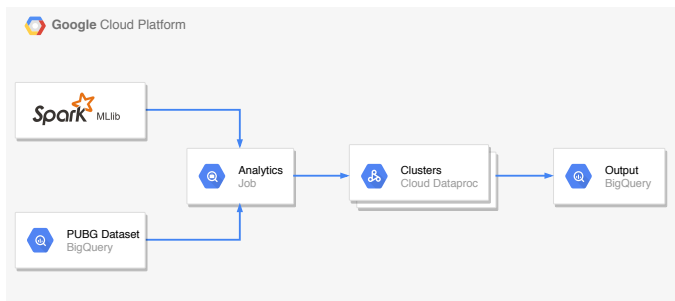 Google Cloud Platform
Spark MLlib
Analytics
Job
Clusters
Cloud Dataproc
Output
BigQuery
PUBG Dataset
BigQuery